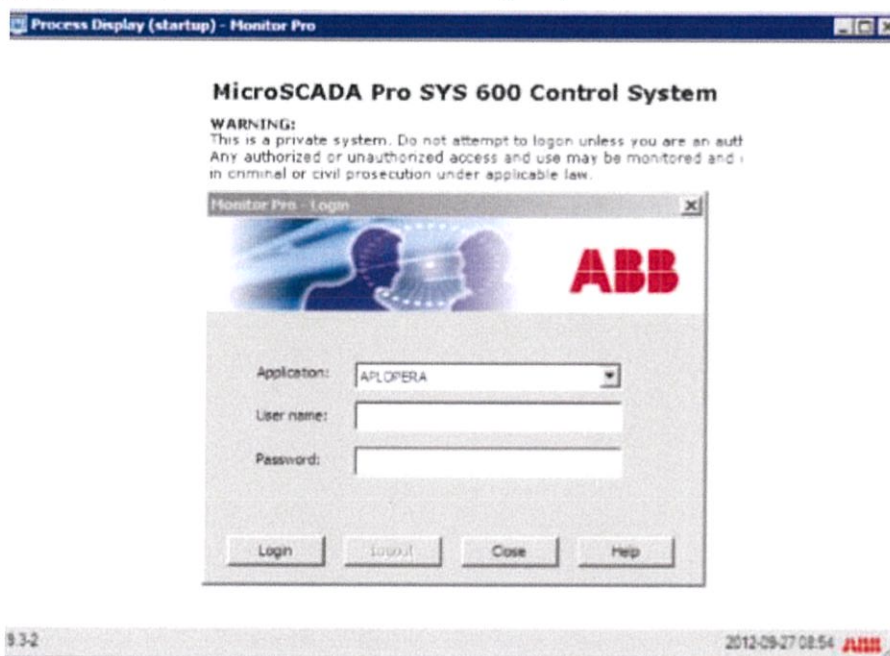 Process Display (startup) - Monitor Pro
MicroSCADA Pro SYS 600 Control System
WARNING:
This is a private system. Do not attempt to logon unless you are an auth
Any authorized or unauthorized access and use may be monitored and
in criminal or civil prosecution under applicable law.
Monitor Pro - Login
ABB
Application: APLOPERA
User name:
Password:
Login Logout Close Help
9.3-2 2012-09-27 08:54 ABB